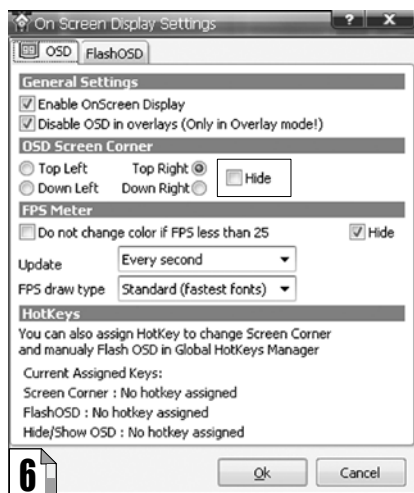 On Screen Display Settings
OSD FlashOSD
General Settings
Enable OnScreen Display
Disable OSD in overlays (Only in Overlay mode!)
OSD Screen Corner
Top Left Top Right Hide
Down Left Down Right
FPS Meter
Do not change color if FPS less than 25 Hide
Update Every second
FPS draw type Standard (fastest fonts)
HotKeys
You can also assign HotKey to change Screen Corner
and manualy Flash OSD in Global HotKeys Manager
Current Assigned Keys:
Screen Corner : No hotkey assigned
FlashOSD : No hotkey assigned
Hide/Show OSD : No hotkey assigned
6
Ok Cancel